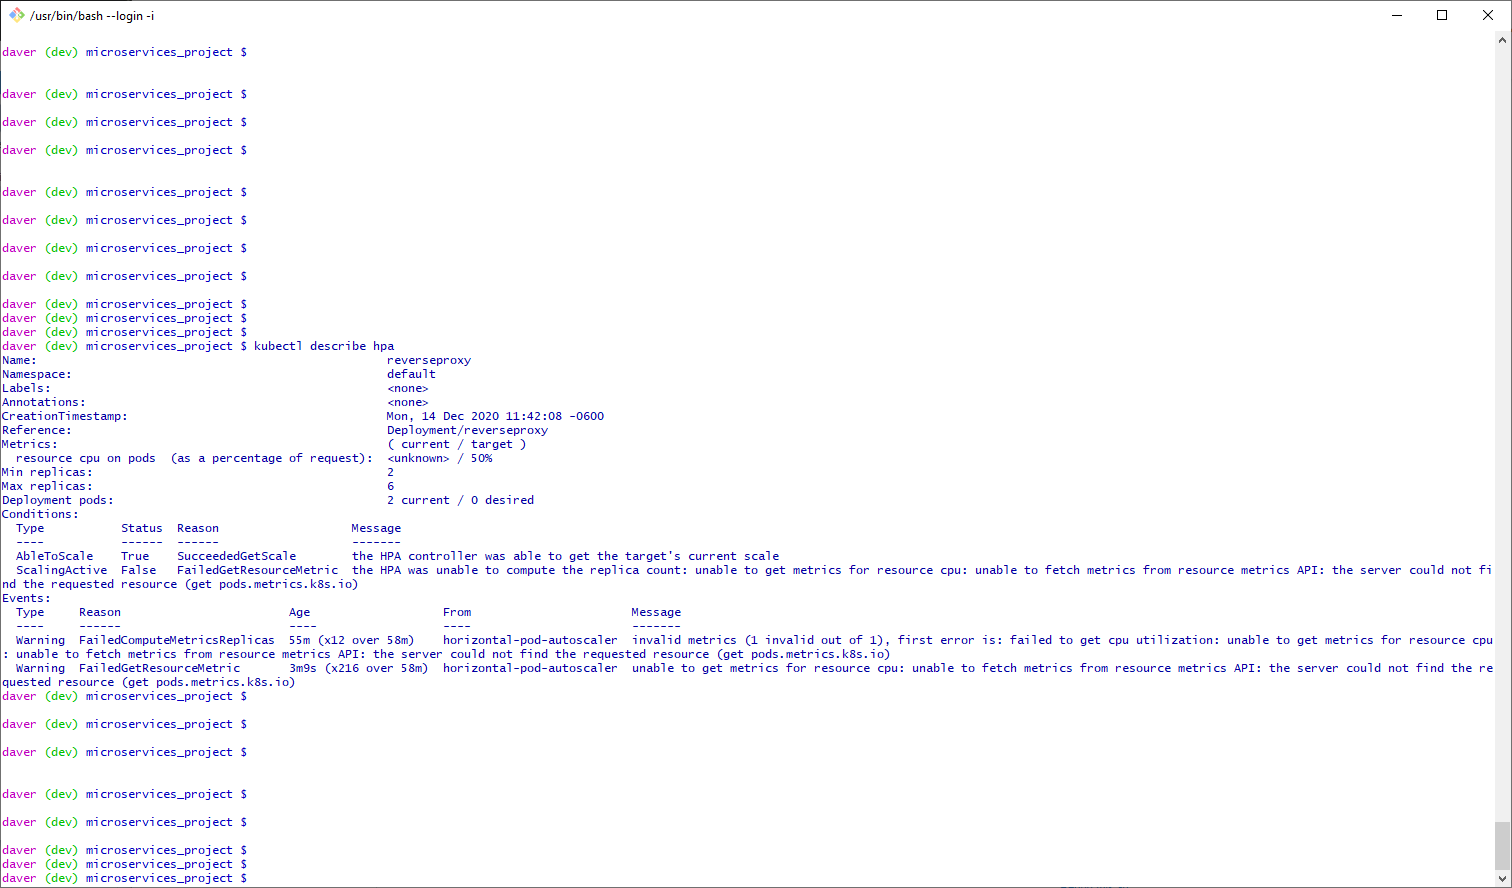 /usr/bin/bash --login -i
daver (dev) microservices_project $
daver (dev) microservices_project $
daver (dev) microservices_project $
daver (dev) microservices_project $
daver (dev) microservices_project $
daver (dev) microservices_project $
daver (dev) microservices_project $
daver (dev) microservices_project $
daver (dev) microservices_project $
daver (dev) microservices_project $
daver (dev) microservices_project $
daver (dev) microservices_project $ kubectl describe hpa
Name: reverseproxy
Namespace: default
Labels: <none>
Annotations: <none>
CreationTimestamp: Mon, 14 Dec 2020 11:42:08 -0600
Reference: Deployment/reverseproxy
Metrics: ( current / target )
resource cpu on pods (as a percentage of request): <unknown> / 50%
Min replicas: 2
Max replicas: 6
Deployment pods: 2 current / 0 desired
Conditions:
Type Status Reason Message
---- ------ ------ -------
AbleToScale True SucceededGetScale the HPA controller was able to get the target's current scale
ScalingActive False FailedGetResourceMetric the HPA was unable to compute the replica count: unable to get metrics for resource cpu: unable to fetch metrics from resource metrics API: the server could not fi
nd the requested resource (get pods.metrics.k8s.io)
Events:
Type Reason Age From Message
---- ------ ---- ---- -------
Warning FailedComputeMetricsReplicas 55m (x12 over 58m) horizontal-pod-autoscaler invalid metrics (1 invalid out of 1), first error is: failed to get cpu utilization: unable to get metrics for resource cpu
: unable to fetch metrics from resource metrics API: the server could not find the requested resource (get pods.metrics.k8s.io)
Warning FailedGetResourceMetric 3m9s (x216 over 58m) horizontal-pod-autoscaler unable to get metrics for resource cpu: unable to fetch metrics from resource metrics API: the server could not find the re
quested resource (get pods.metrics.k8s.io)
daver (dev) microservices_project $
daver (dev) microservices_project $
daver (dev) microservices_project $
daver (dev) microservices_project $
daver (dev) microservices_project $
daver (dev) microservices_project $
daver (dev) microservices_project $
daver (dev) microservices_project $